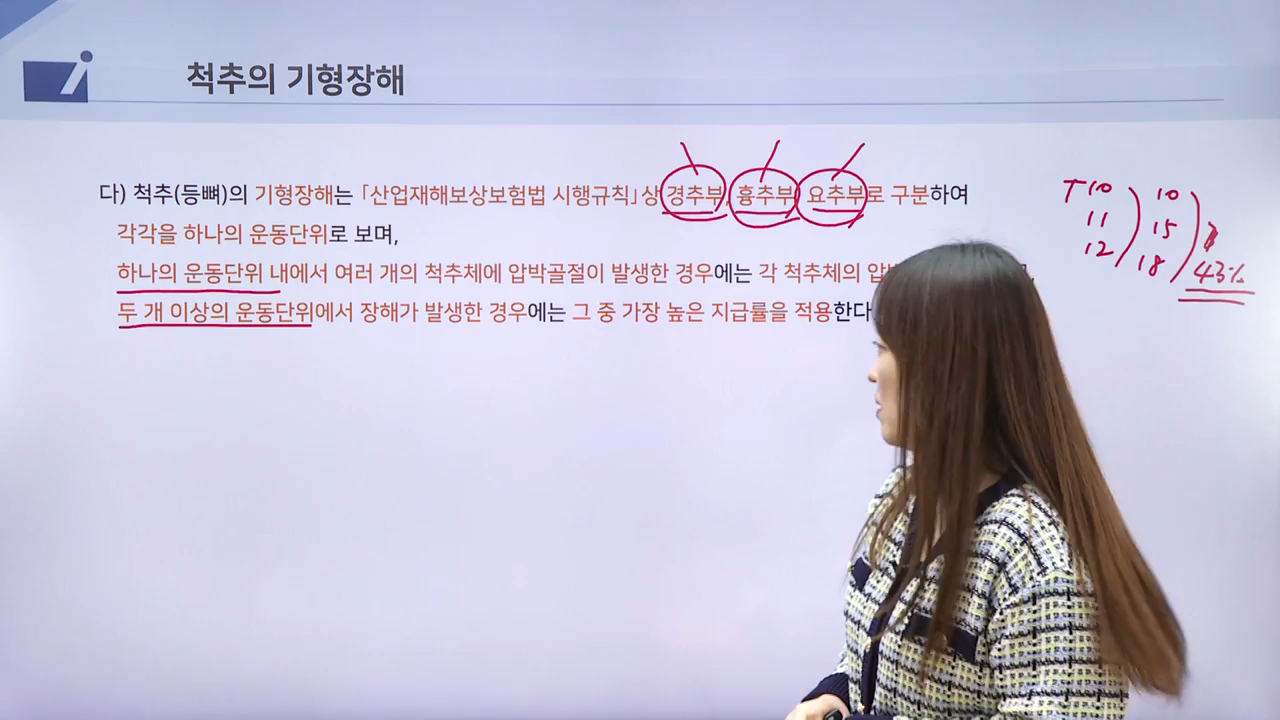 척추의 기형장해
다) 척추(등뼈)의 기형장해는 「산업재해보상보험법 시행규칙」상 경추부, 흉추부, 요추부로 구분하여
각각을 하나의 운동단위로 보며,
하나의 운동단위 내에서 여러 개의 척추체에 압박골절이 발생한 경우에는 각 척추체의
두 개 이상의 운동단위에서 장해가 발생한 경우에는 그 중 가장 높은 지급률을 적용한다
T10 10
11 15
12 18
43%